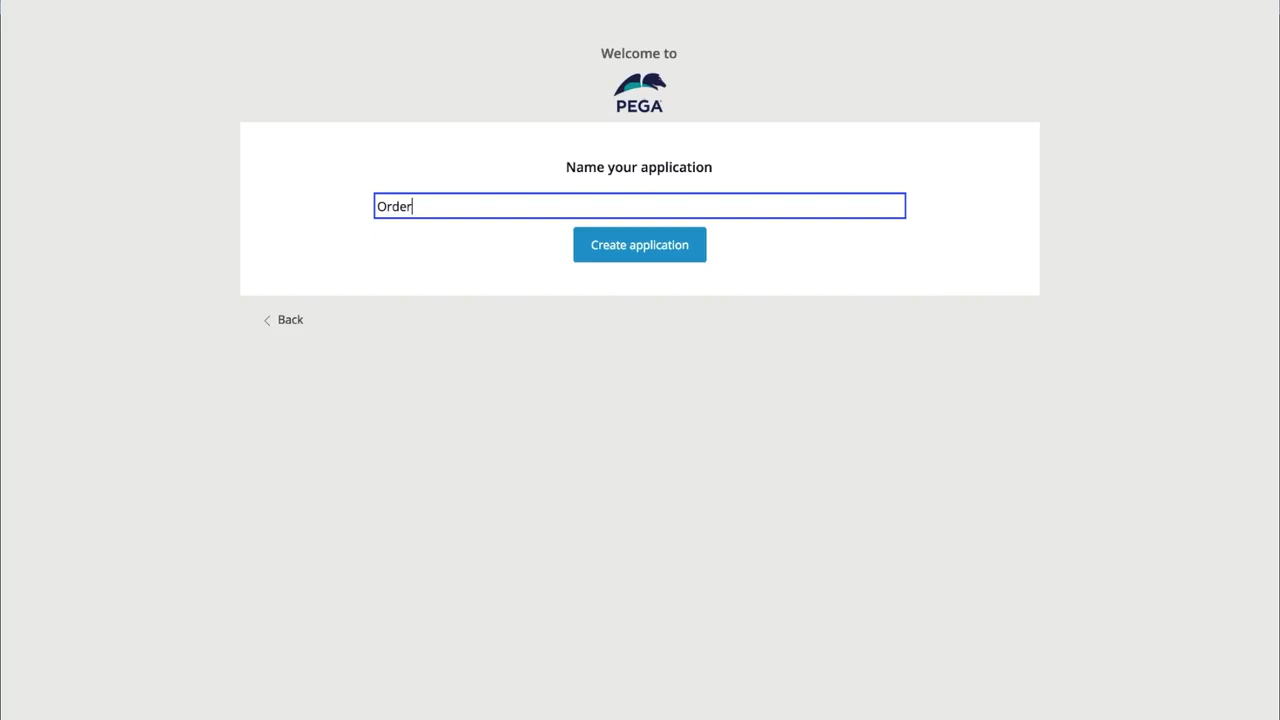 Welcome to
PEGA
Name your application
Order
Create application
Back